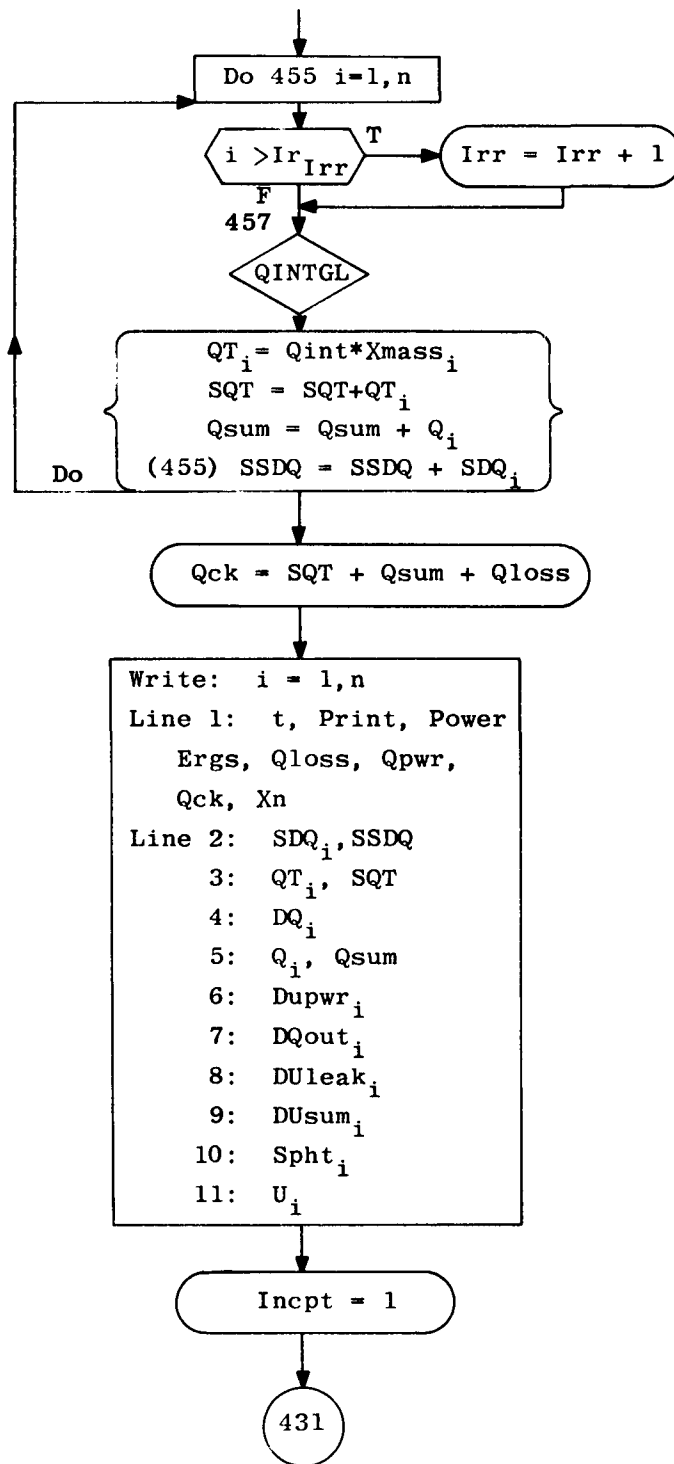 Do 455 i=1,n
i >Ir_Irr
T
Irr = Irr + 1
F
457
QINTGL
QT_i = Qint*Xmass_i
SQT = SQT+QT_i
Qsum = Qsum + Q_i
Do
(455) SSDQ = SSDQ + SDQ_i
Qck = SQT + Qsum + Qloss
Write: i = 1,n
Line 1: t, Print, Power
Ergs, Qloss, Qpwr,
Qck, Xn
Line 2: SDQ_i,SSDQ
3: QT_i, SQT
4: DQ_i
5: Q_i, Qsum
6: Dupwr_i
7: DQout_i
8: DUleak_i
9: DUsum_i
10: Spht_i
11: U_i
Incpt = 1
431